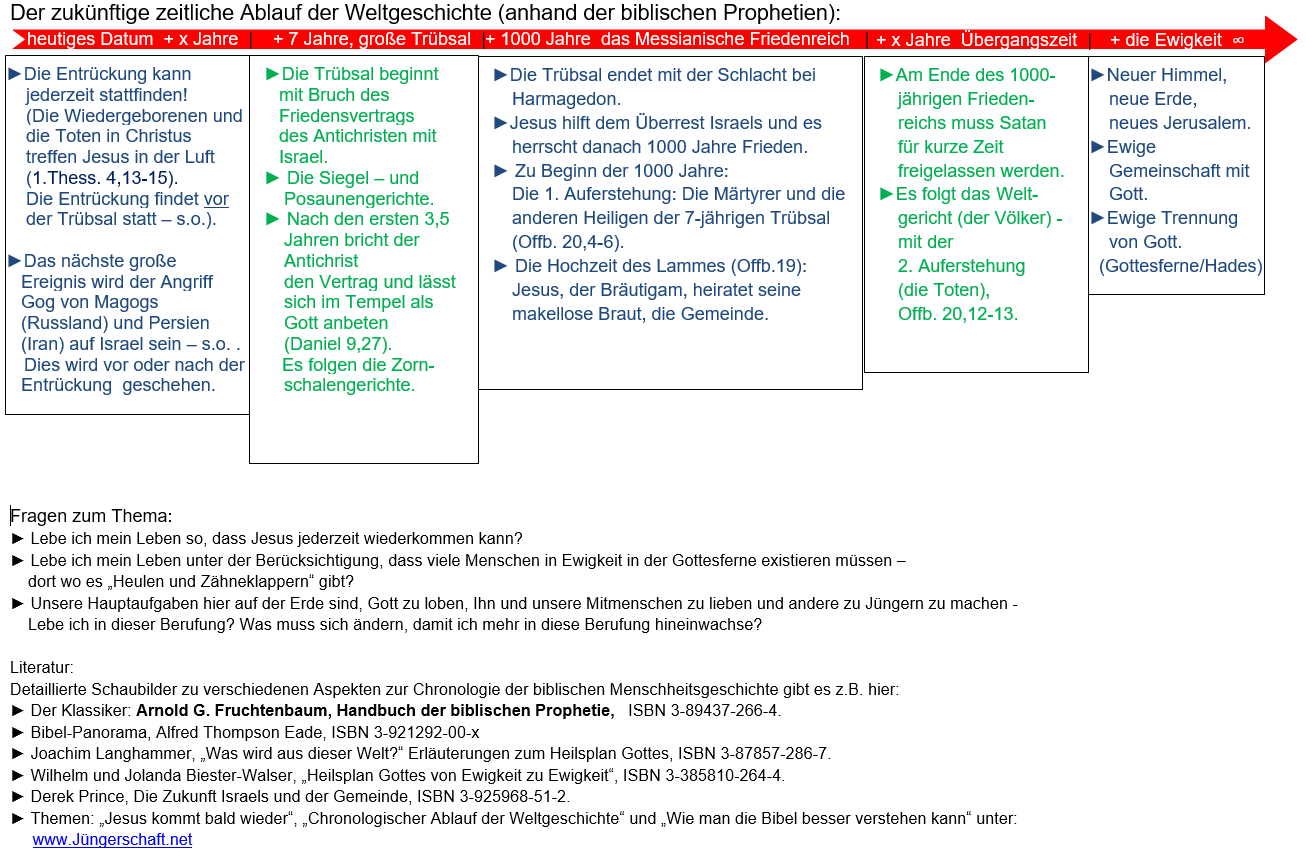 Der zukünftige zeitliche Ablauf der Weltgeschichte (anhand der biblischen Prophetien):
heutiges Datum + x Jahre | + 7 Jahre, große Trübsal | + 1000 Jahre das Messianische Friedenreich | + x Jahre Übergangszeit | + die Ewigkeit ∞
►Die Entrückung kann
jederzeit stattfinden!
(Die Wiedergeborenen und
die Toten in Christus
treffen Jesus in der Luft
(1.Thess. 4,13-15).
Die Entrückung findet vor
der Trübsal statt – s.o.).
►Das nächste große
Ereignis wird der Angriff
Gog von Magogs
(Russland) und Persien
(Iran) auf Israel sein – s.o. .
Dies wird vor oder nach der
Entrückung geschehen.
►Die Trübsal beginnt
mit Bruch des
Friedensvertrags
des Antichristen mit
Israel.
► Die Siegel – und
Posaunengerichte.
► Nach den ersten 3,5
Jahren bricht der
Antichrist
den Vertrag und lässt
sich im Tempel als
Gott anbeten
(Daniel 9,27).
Es folgen die Zorn-
schalengerichte.
►Die Trübsal endet mit der Schlacht bei
Harmagedon.
►Jesus hilft dem Überrest Israels und es
herrscht danach 1000 Jahre Frieden.
► Zu Beginn der 1000 Jahre:
Die 1. Auferstehung: Die Märtyrer und die
anderen Heiligen der 7-jährigen Trübsal
(Offb. 20,4-6).
► Die Hochzeit des Lammes (Offb.19):
Jesus, der Bräutigam, heiratet seine
makellose Braut, die Gemeinde.
►Am Ende des 1000-
jährigen Frieden-
reichs muss Satan
für kurze Zeit
freigelassen werden.
►Es folgt das Welt-
gericht (der Völker) -
mit der
2. Auferstehung
(die Toten),
Offb. 20,12-13.
►Neuer Himmel,
neue Erde,
neues Jerusalem.
►Ewige
Gemeinschaft mit
Gott.
►Ewige Trennung
von Gott.
(Gottesferne/Hades)
Fragen zum Thema:
► Lebe ich mein Leben so, dass Jesus jederzeit wiederkommen kann?
► Lebe ich mein Leben unter der Berücksichtigung, dass viele Menschen in Ewigkeit in der Gottesferne existieren müssen –
dort wo es „Heulen und Zähneklappern“ gibt?
► Unsere Hauptaufgaben hier auf der Erde sind, Gott zu loben, Ihn und unsere Mitmenschen zu lieben und andere zu Jüngern zu machen -
Lebe ich in dieser Berufung? Was muss sich ändern, damit ich mehr in diese Berufung hineinwachse?
Literatur:
Detaillierte Schaubilder zu verschiedenen Aspekten zur Chronologie der biblischen Menschheitsgeschichte gibt es z.B. hier:
► Der Klassiker: Arnold G. Fruchtenbaum, Handbuch der biblischen Prophetie, ISBN 3-89437-266-4.
► Bibel-Panorama, Alfred Thompson Eade, ISBN 3-921292-00-x
► Joachim Langhammer, „Was wird aus dieser Welt?“ Erläuterungen zum Heilsplan Gottes, ISBN 3-87857-286-7.
► Wilhelm und Jolanda Biester-Walser, „Heilsplan Gottes von Ewigkeit zu Ewigkeit“, ISBN 3-385810-264-4.
► Derek Prince, Die Zukunft Israels und der Gemeinde, ISBN 3-925968-51-2.
► Themen: „Jesus kommt bald wieder“, „Chronologischer Ablauf der Weltgeschichte“ und „Wie man die Bibel besser verstehen kann“ unter:
www.Jüngerschaft.net